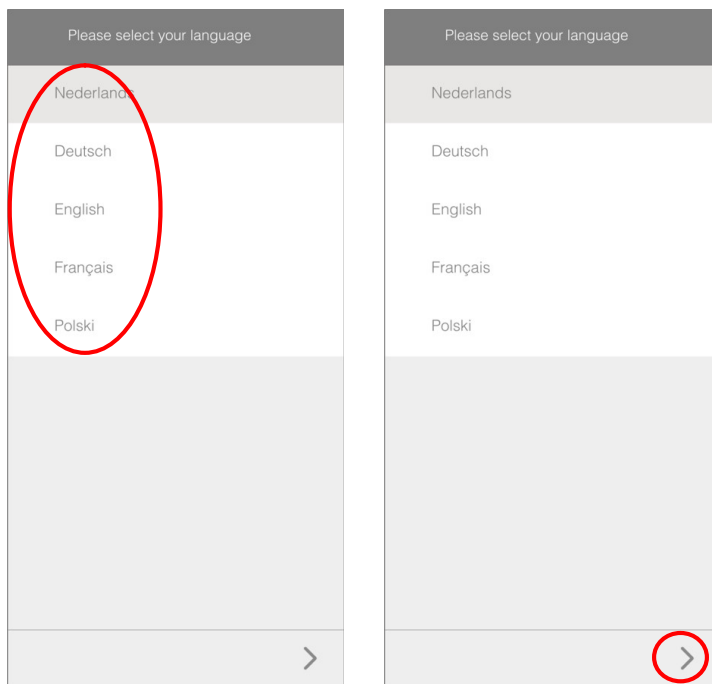 Please select your language
Nederlands
Deutsch
English
Français
Polski
Please select your language
Nederlands
Deutsch
English
Français
Polski